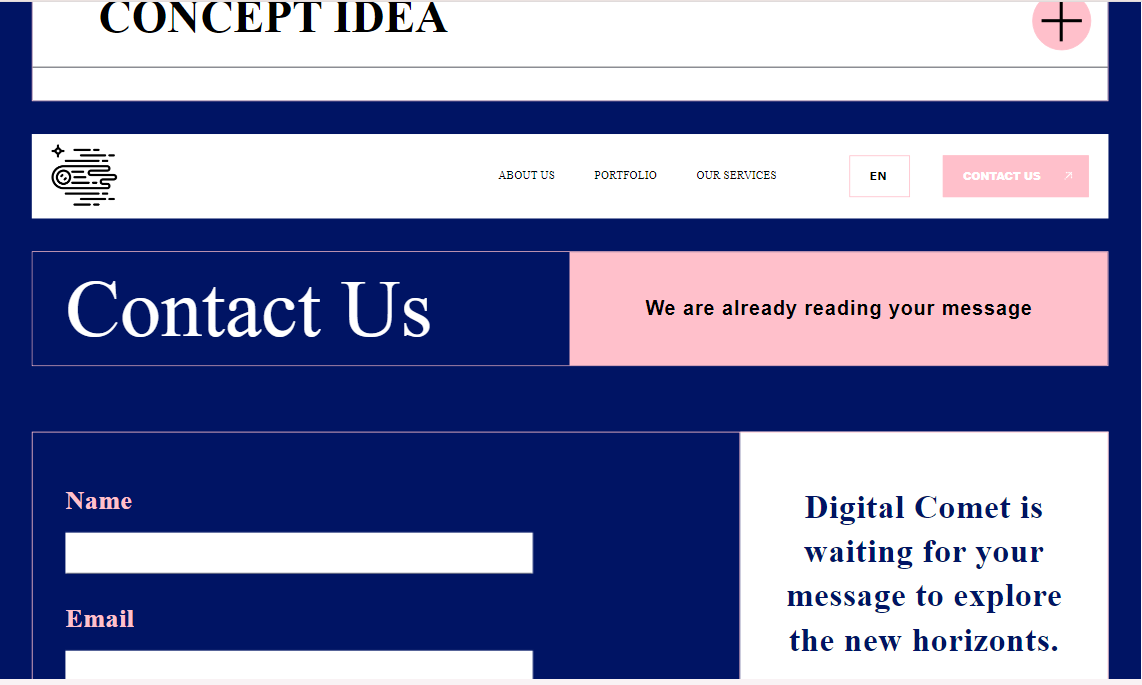 CONCEPT IDEA
ABOUT US PORTFOLIO OUR SERVICES EN CONTACT US
Contact Us
We are already reading your message
Name
Email
Digital Comet is
waiting for your
message to explore
the new horizonts.